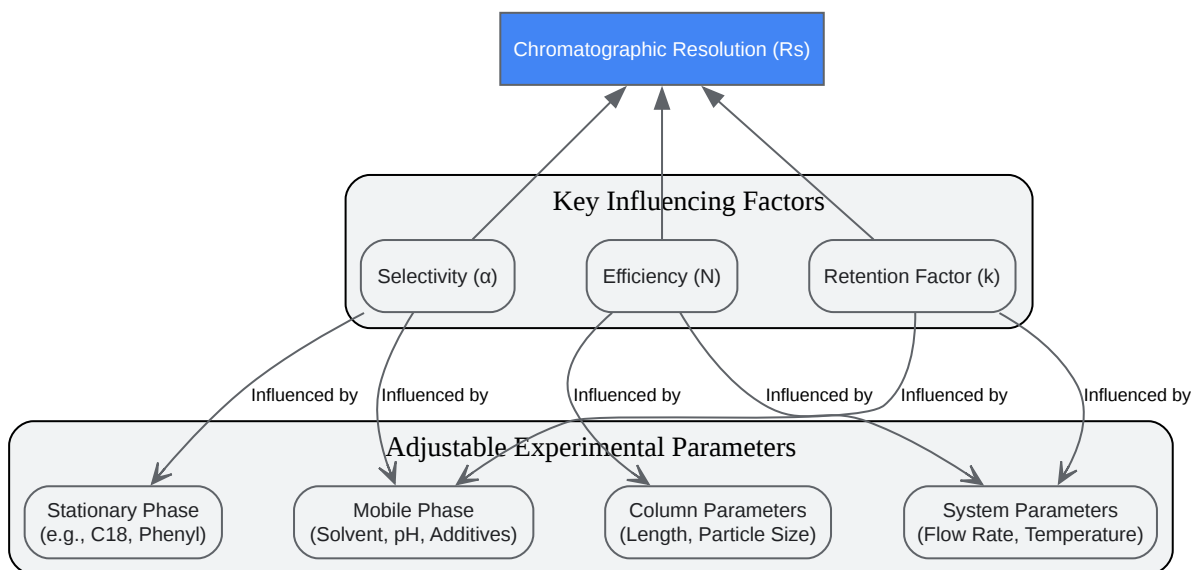 Chromatographic Resolution (Rs)
Key Influencing Factors
Selectivity (α)
Efficiency (N)
Retention Factor (k)
Influenced by
Influenced by
Influenced by
Influenced by
Influenced by
Influenced by
Adjustable Experimental Parameters
Stationary Phase
(e.g., C18, Phenyl)
Mobile Phase
(Solvent, pH, Additives)
Column Parameters
(Length, Particle Size)
System Parameters
(Flow Rate, Temperature)